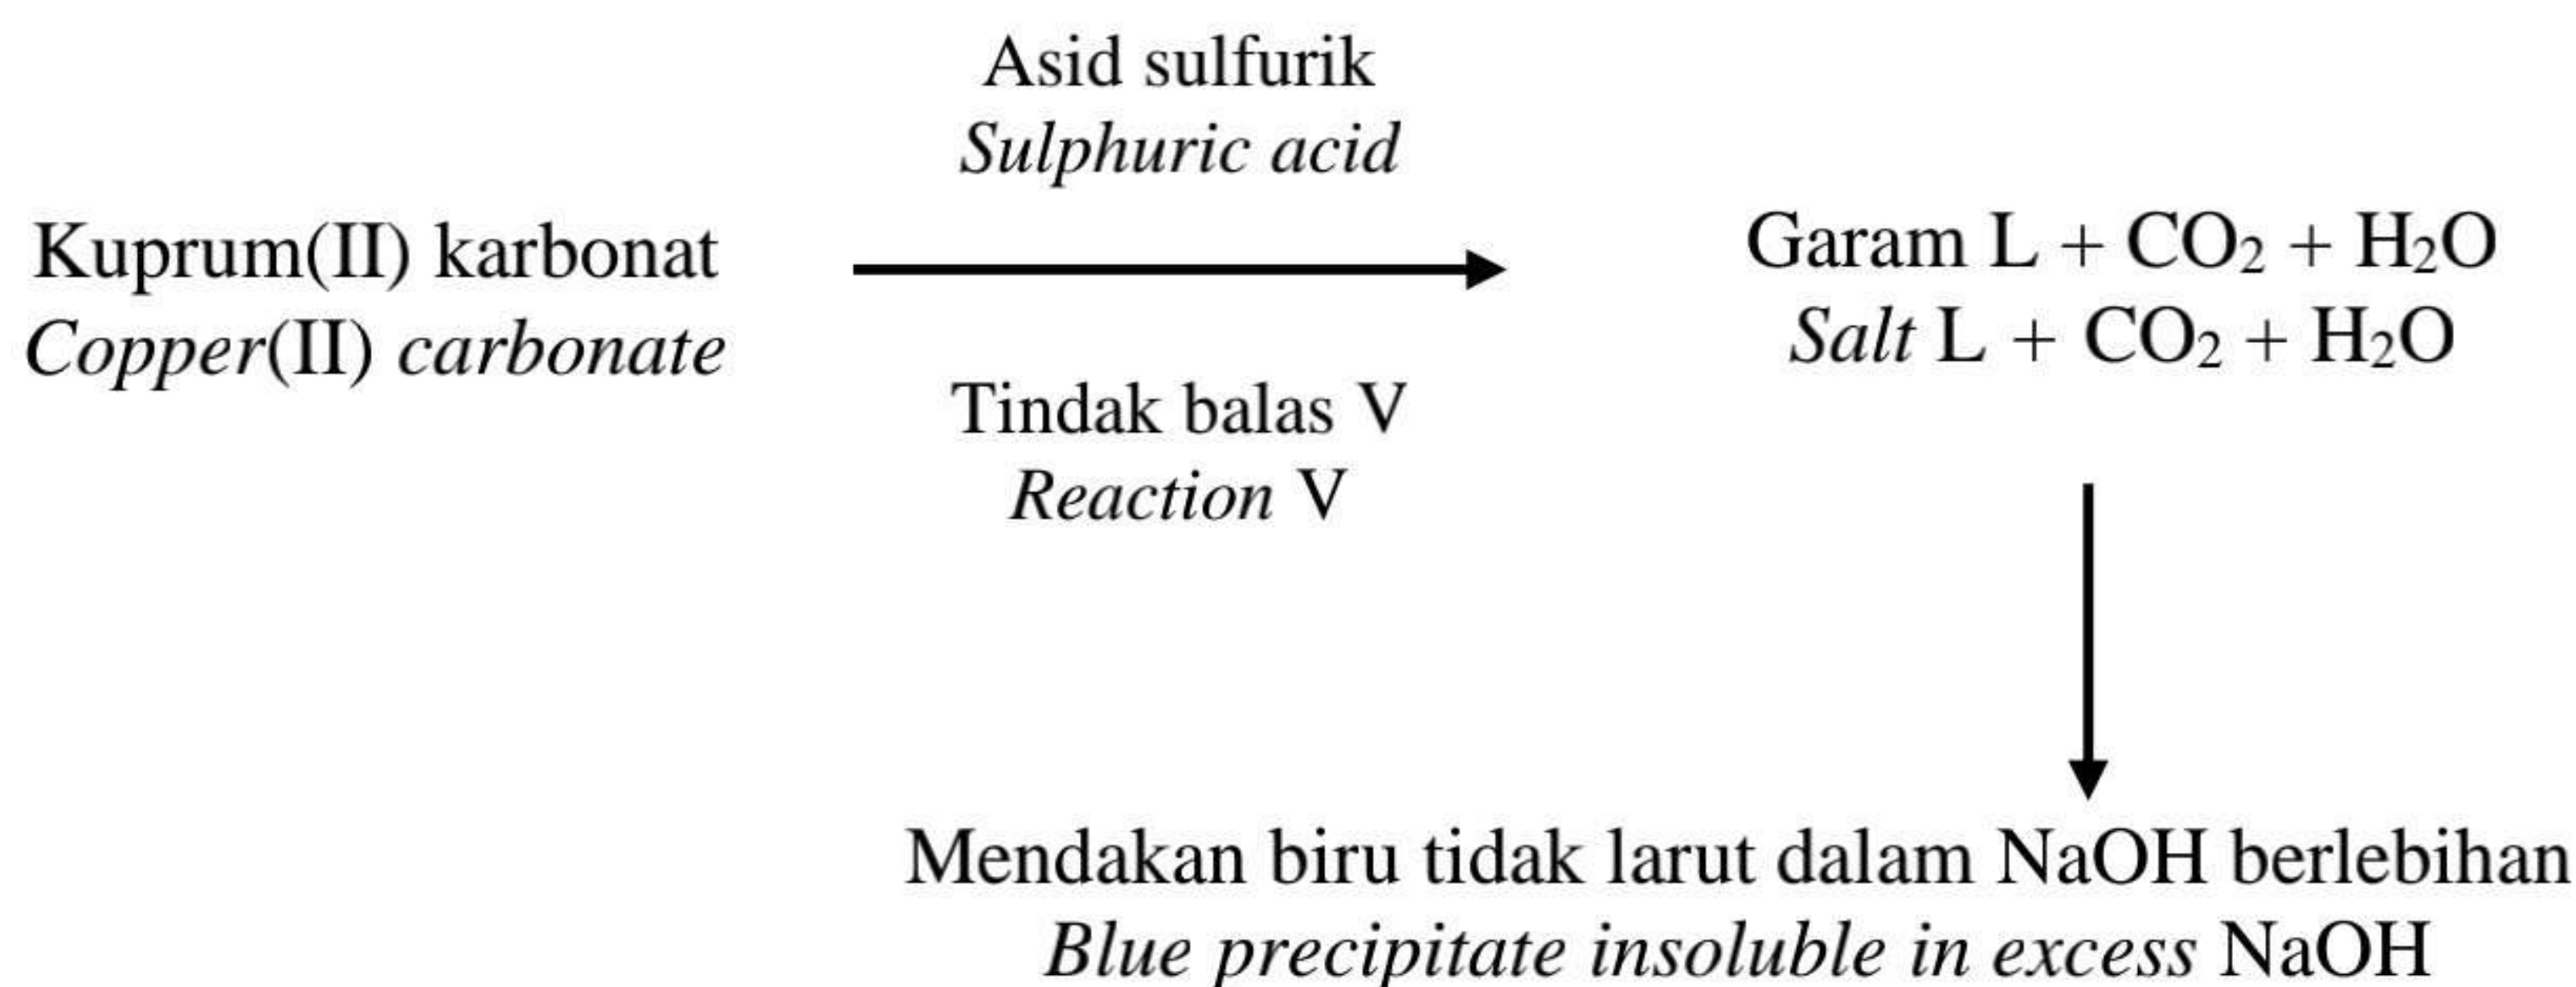 Asid sulfurik
Sulphuric acid
Kuprum(II) karbonat
Copper(II) carbonate
Tindak balas V
Reaction V
Garam L + CO₂ + H₂O
Salt L + CO₂ + H₂O
Mendakan biru tidak larut dalam NaOH berlebihan
Blue precipitate insoluble in excess NaOH